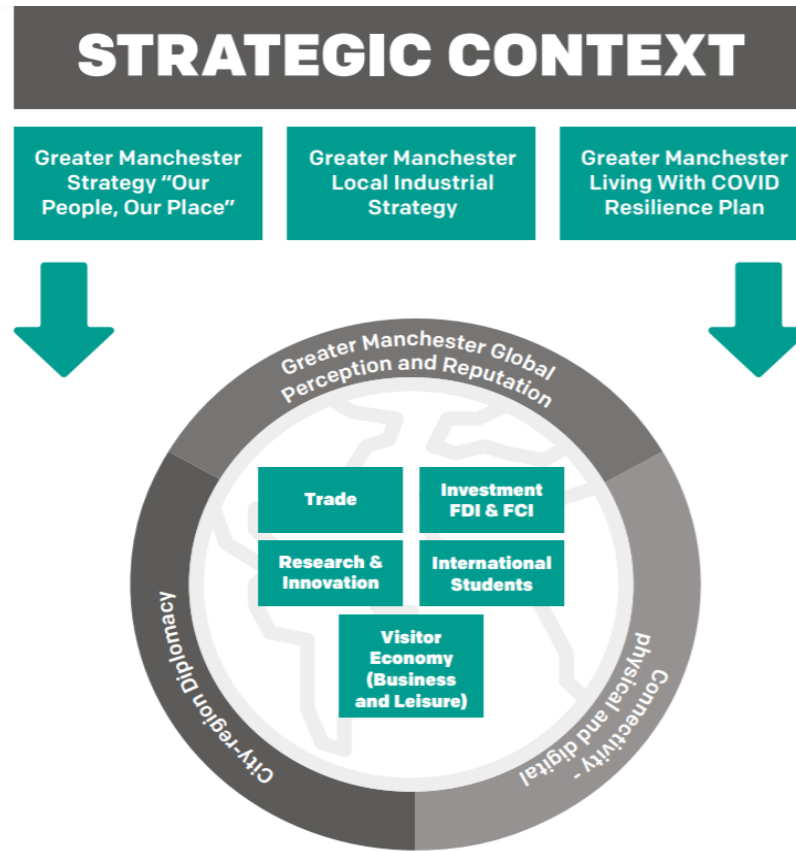 STRATEGIC CONTEXT
Greater Manchester
Strategy “Our
People, Our Place”
Greater Manchester
Local Industrial
Strategy
Greater Manchester
Living With COVID
Resilience Plan
Greater Manchester Global
Perception and Reputation
Trade
Investment
FDI & FCI
Research &
Innovation
International
Students
Visitor
Economy
(Business
and Leisure)
City-region Diplomacy
Connectivity -
physical and digital